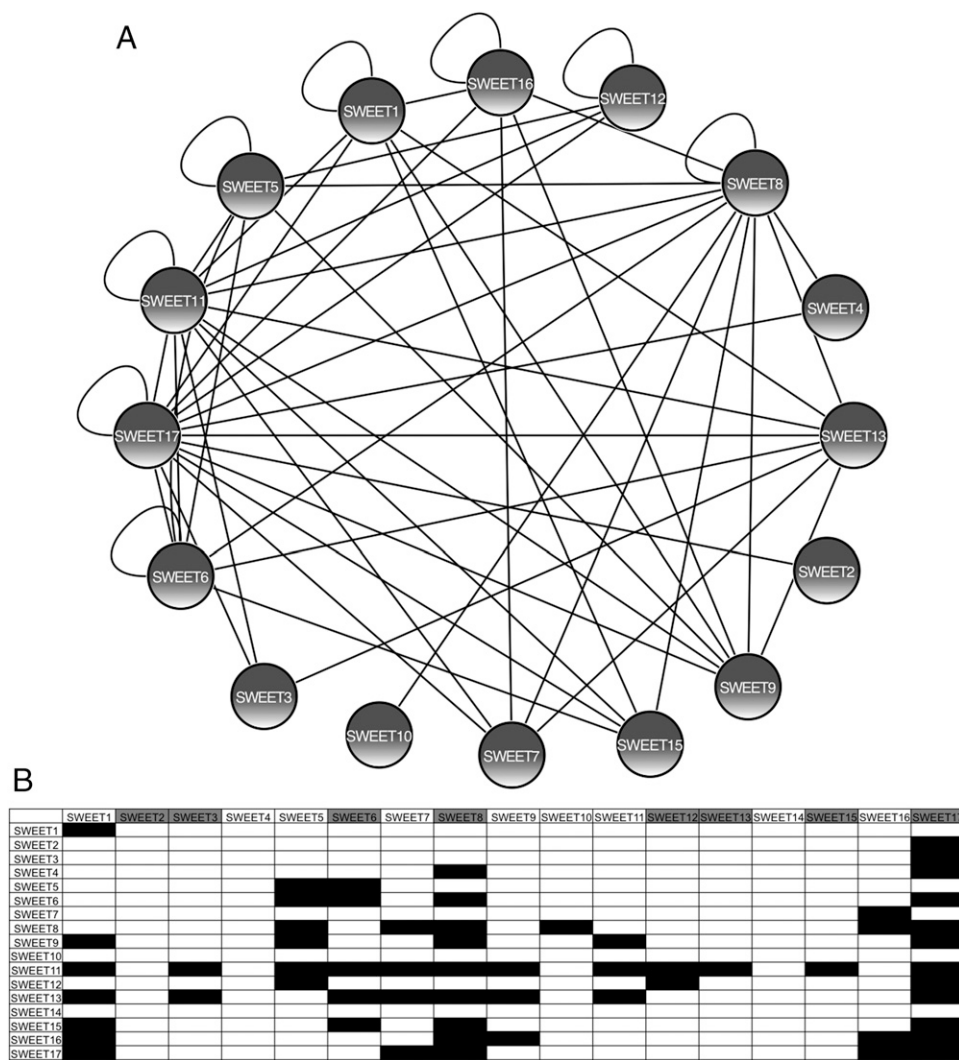 A
SWEET16
SWEET12
SWEET1
SWEET8
SWEET5
SWEET11
SWEET4
SWEET17
SWEET13
SWEET6
SWEET2
SWEET9
SWEET3
SWEET10
SWEET7
SWEET15
B
SWEET1 SWEET2 SWEET3 SWEET4 SWEET5 SWEET6 SWEET7 SWEET8 SWEET9 SWEET10 SWEET11 SWEET12 SWEET13 SWEET14 SWEET15 SWEET16 SWEET17
SWEET1
SWEET2
SWEET3
SWEET4
SWEET5
SWEET6
SWEET7
SWEET8
SWEET9
SWEET10
SWEET11
SWEET12
SWEET13
SWEET14
SWEET15
SWEET16
SWEET17